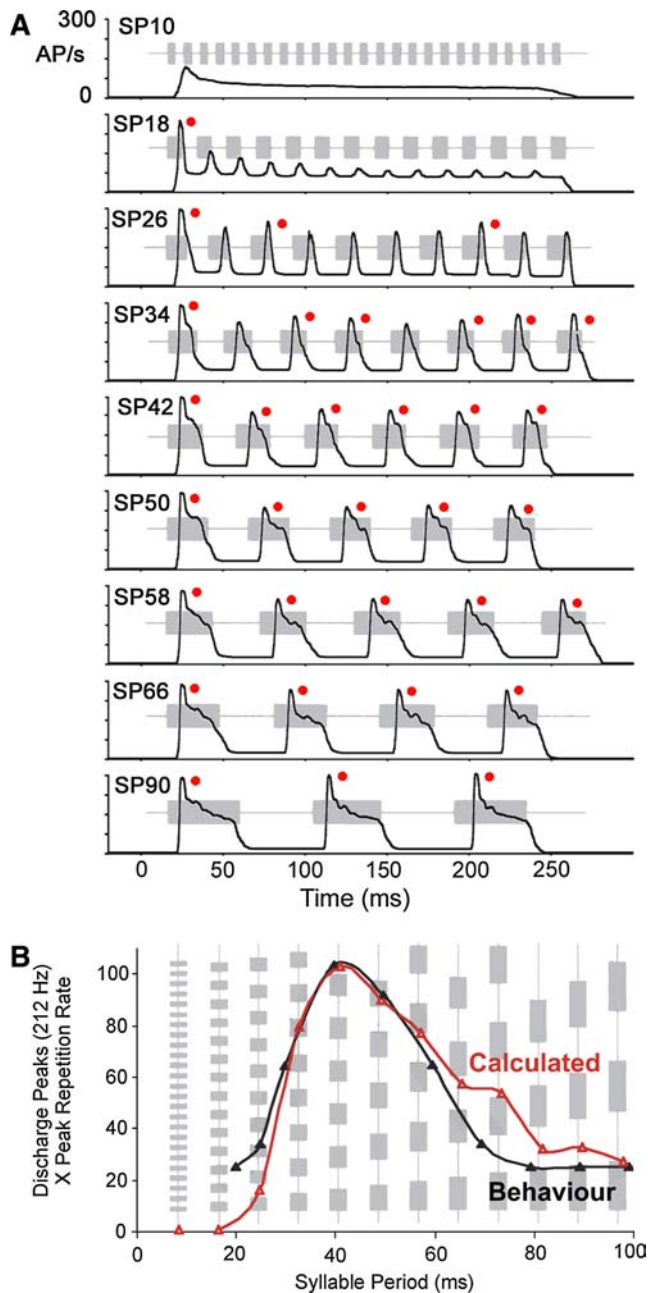 A
300
SP10
AP/s
0
SP18
SP26
SP34
SP42
SP50
SP58
SP66
SP90
0 50 100 150 200 250
Time (ms)
B
100
80
60
40
20
0
Discharge Peaks (212 Hz)
X Peak Repetition Rate
Calculated
Behaviour
0 20 40 60 80 100
Syllable Period (ms)